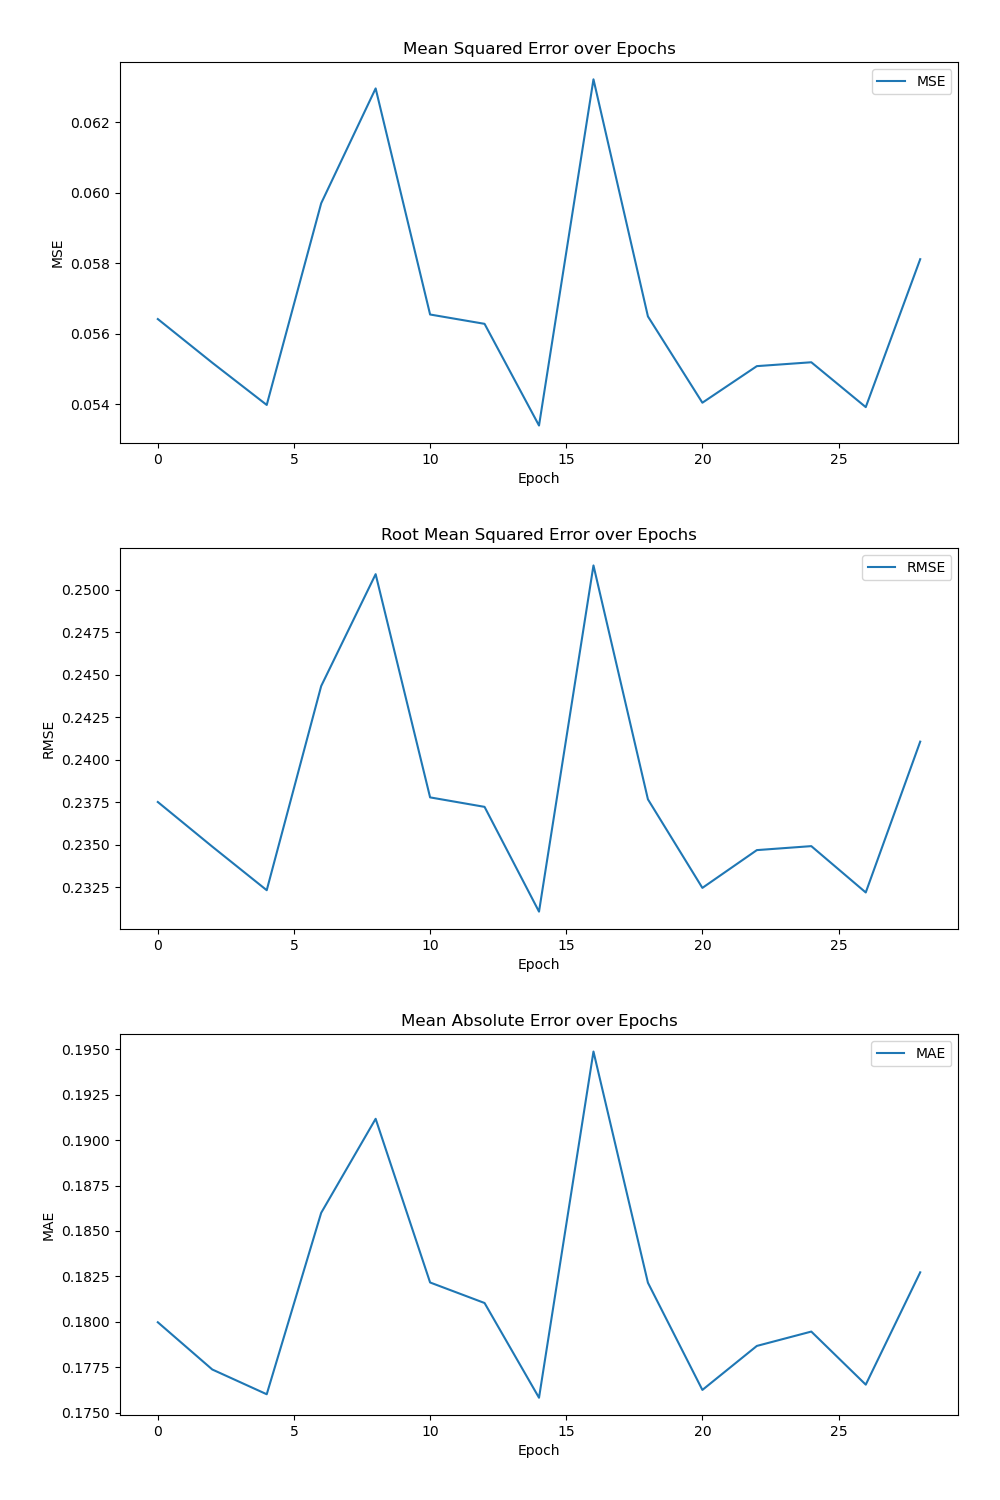 Mean Squared Error over Epochs
MSE
0.062
0.060
0.058
0.056
0.054
MSE
0 5 10 15 20 25
Epoch
Root Mean Squared Error over Epochs
RMSE
0.2500
0.2475
0.2450
0.2425
0.2400
0.2375
0.2350
0.2325
RMSE
0 5 10 15 20 25
Epoch
Mean Absolute Error over Epochs
MAE
0.1950
0.1925
0.1900
0.1875
0.1850
0.1825
0.1800
0.1775
0.1750
MAE
0 5 10 15 20 25
Epoch